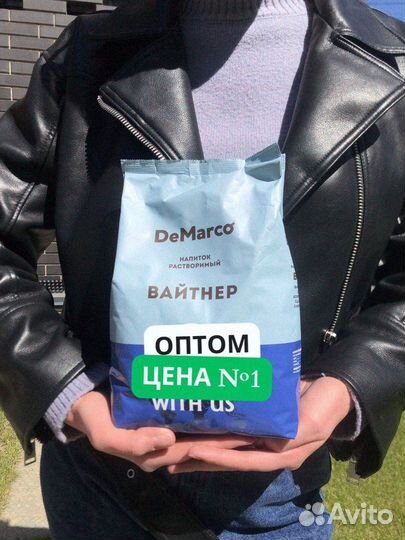 DeMarco
НАПИТОК
РАСТВОРИМЫЙ
ВАЙТНЕР
ОПТОМ
ЦЕНА №1
WITH US
Avito